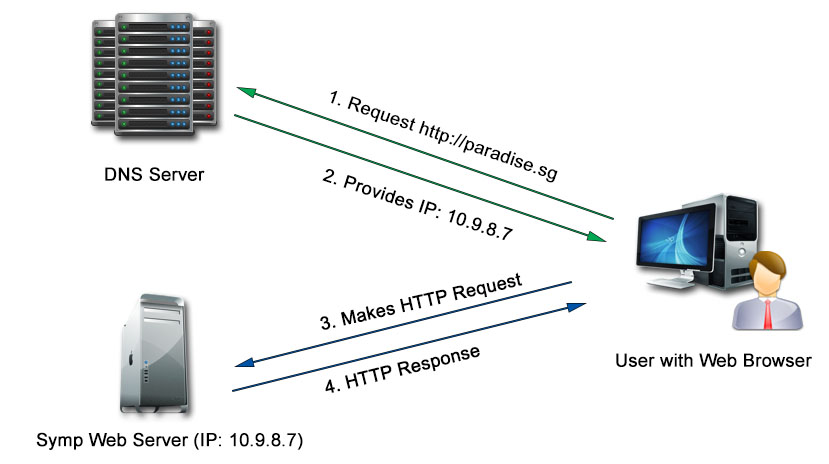 1. Request http://paradise.sg
DNS Server
2. Provides IP: 10.9.8.7
3. Makes HTTP Request
4. HTTP Response
User with Web Browser
Symp Web Server (IP: 10.9.8.7)